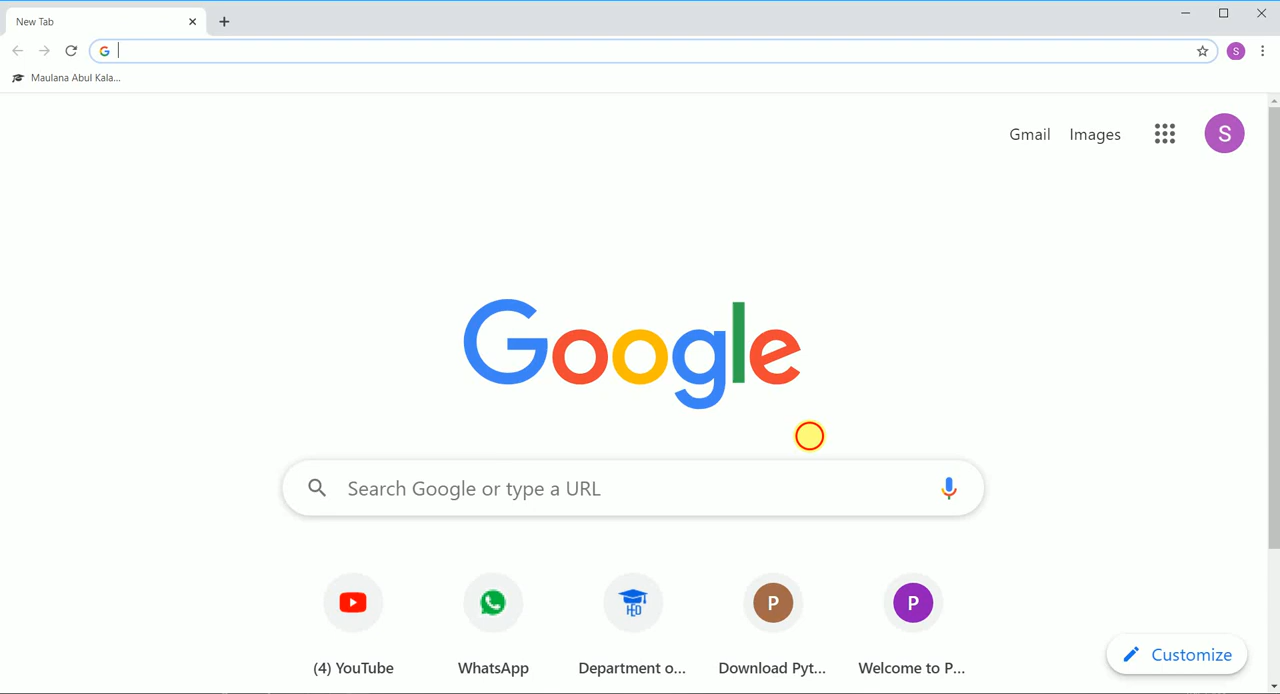 New Tab
Maulana Abul Kala...
Gmail Images
S
S
Google
Search Google or type a URL
HED
P
P
(4) YouTube
WhatsApp
Department o...
Download Pyt...
Welcome to P...
Customize